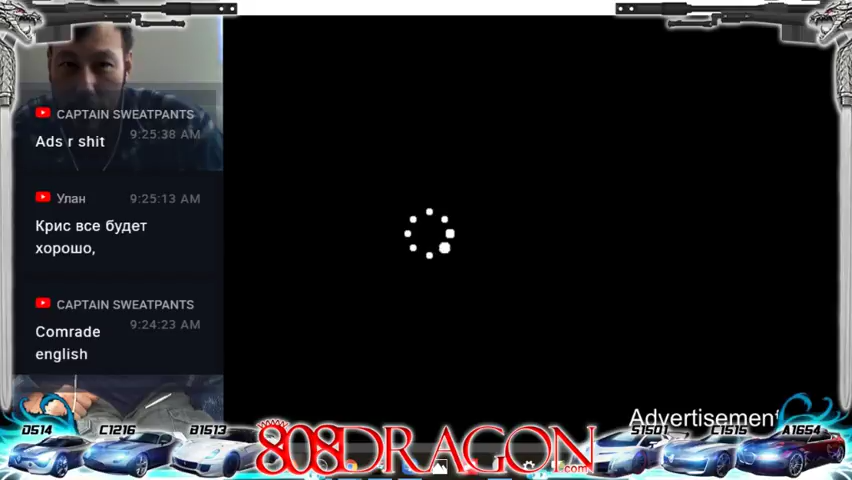 CAPTAIN SWEATPANTS
9:25:38 AM
Ads r shit
Улан
9:25:13 AM
Крис все будет
хорошо,
CAPTAIN SWEATPANTS
9:24:23 AM
Comrade
english
Advertisement
D514
C1216
B1513
WWW.
808DRAGON
.com
S1501
C1515
A1654